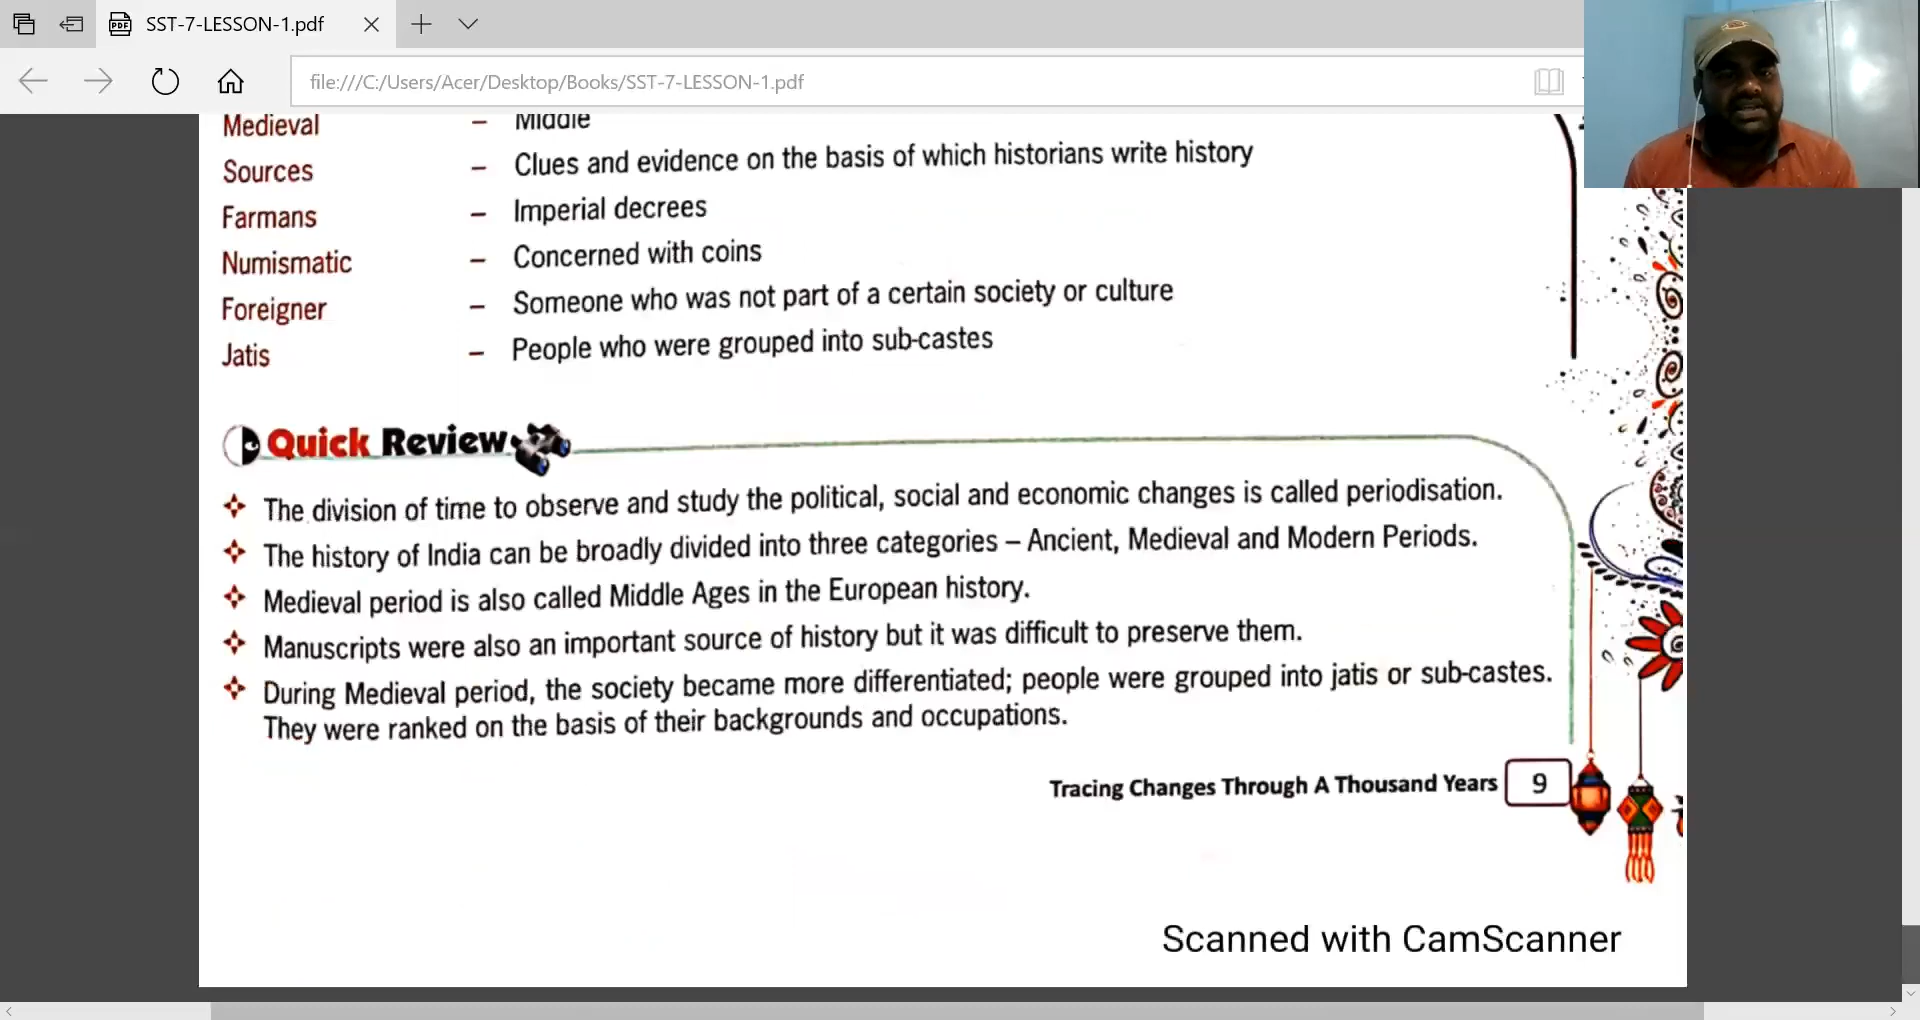 SST-7-LESSON-1.pdf
file:///C:/Users/Acer/Desktop/Books/SST-7-LESSON-1.pdf
Medieval – Middle
Sources – Clues and evidence on the basis of which historians write history
Farmans – Imperial decrees
Numismatic – Concerned with coins
Foreigner – Someone who was not part of a certain society or culture
Jatis – People who were grouped into sub-castes
Quick Review
The division of time to observe and study the political, social and economic changes is called periodisation.
The history of India can be broadly divided into three categories – Ancient, Medieval and Modern Periods.
Medieval period is also called Middle Ages in the European history.
Manuscripts were also an important source of history but it was difficult to preserve them.
During Medieval period, the society became more differentiated; people were grouped into jatis or sub-castes.
They were ranked on the basis of their backgrounds and occupations.
Tracing Changes Through A Thousand Years 9
Scanned with CamScanner